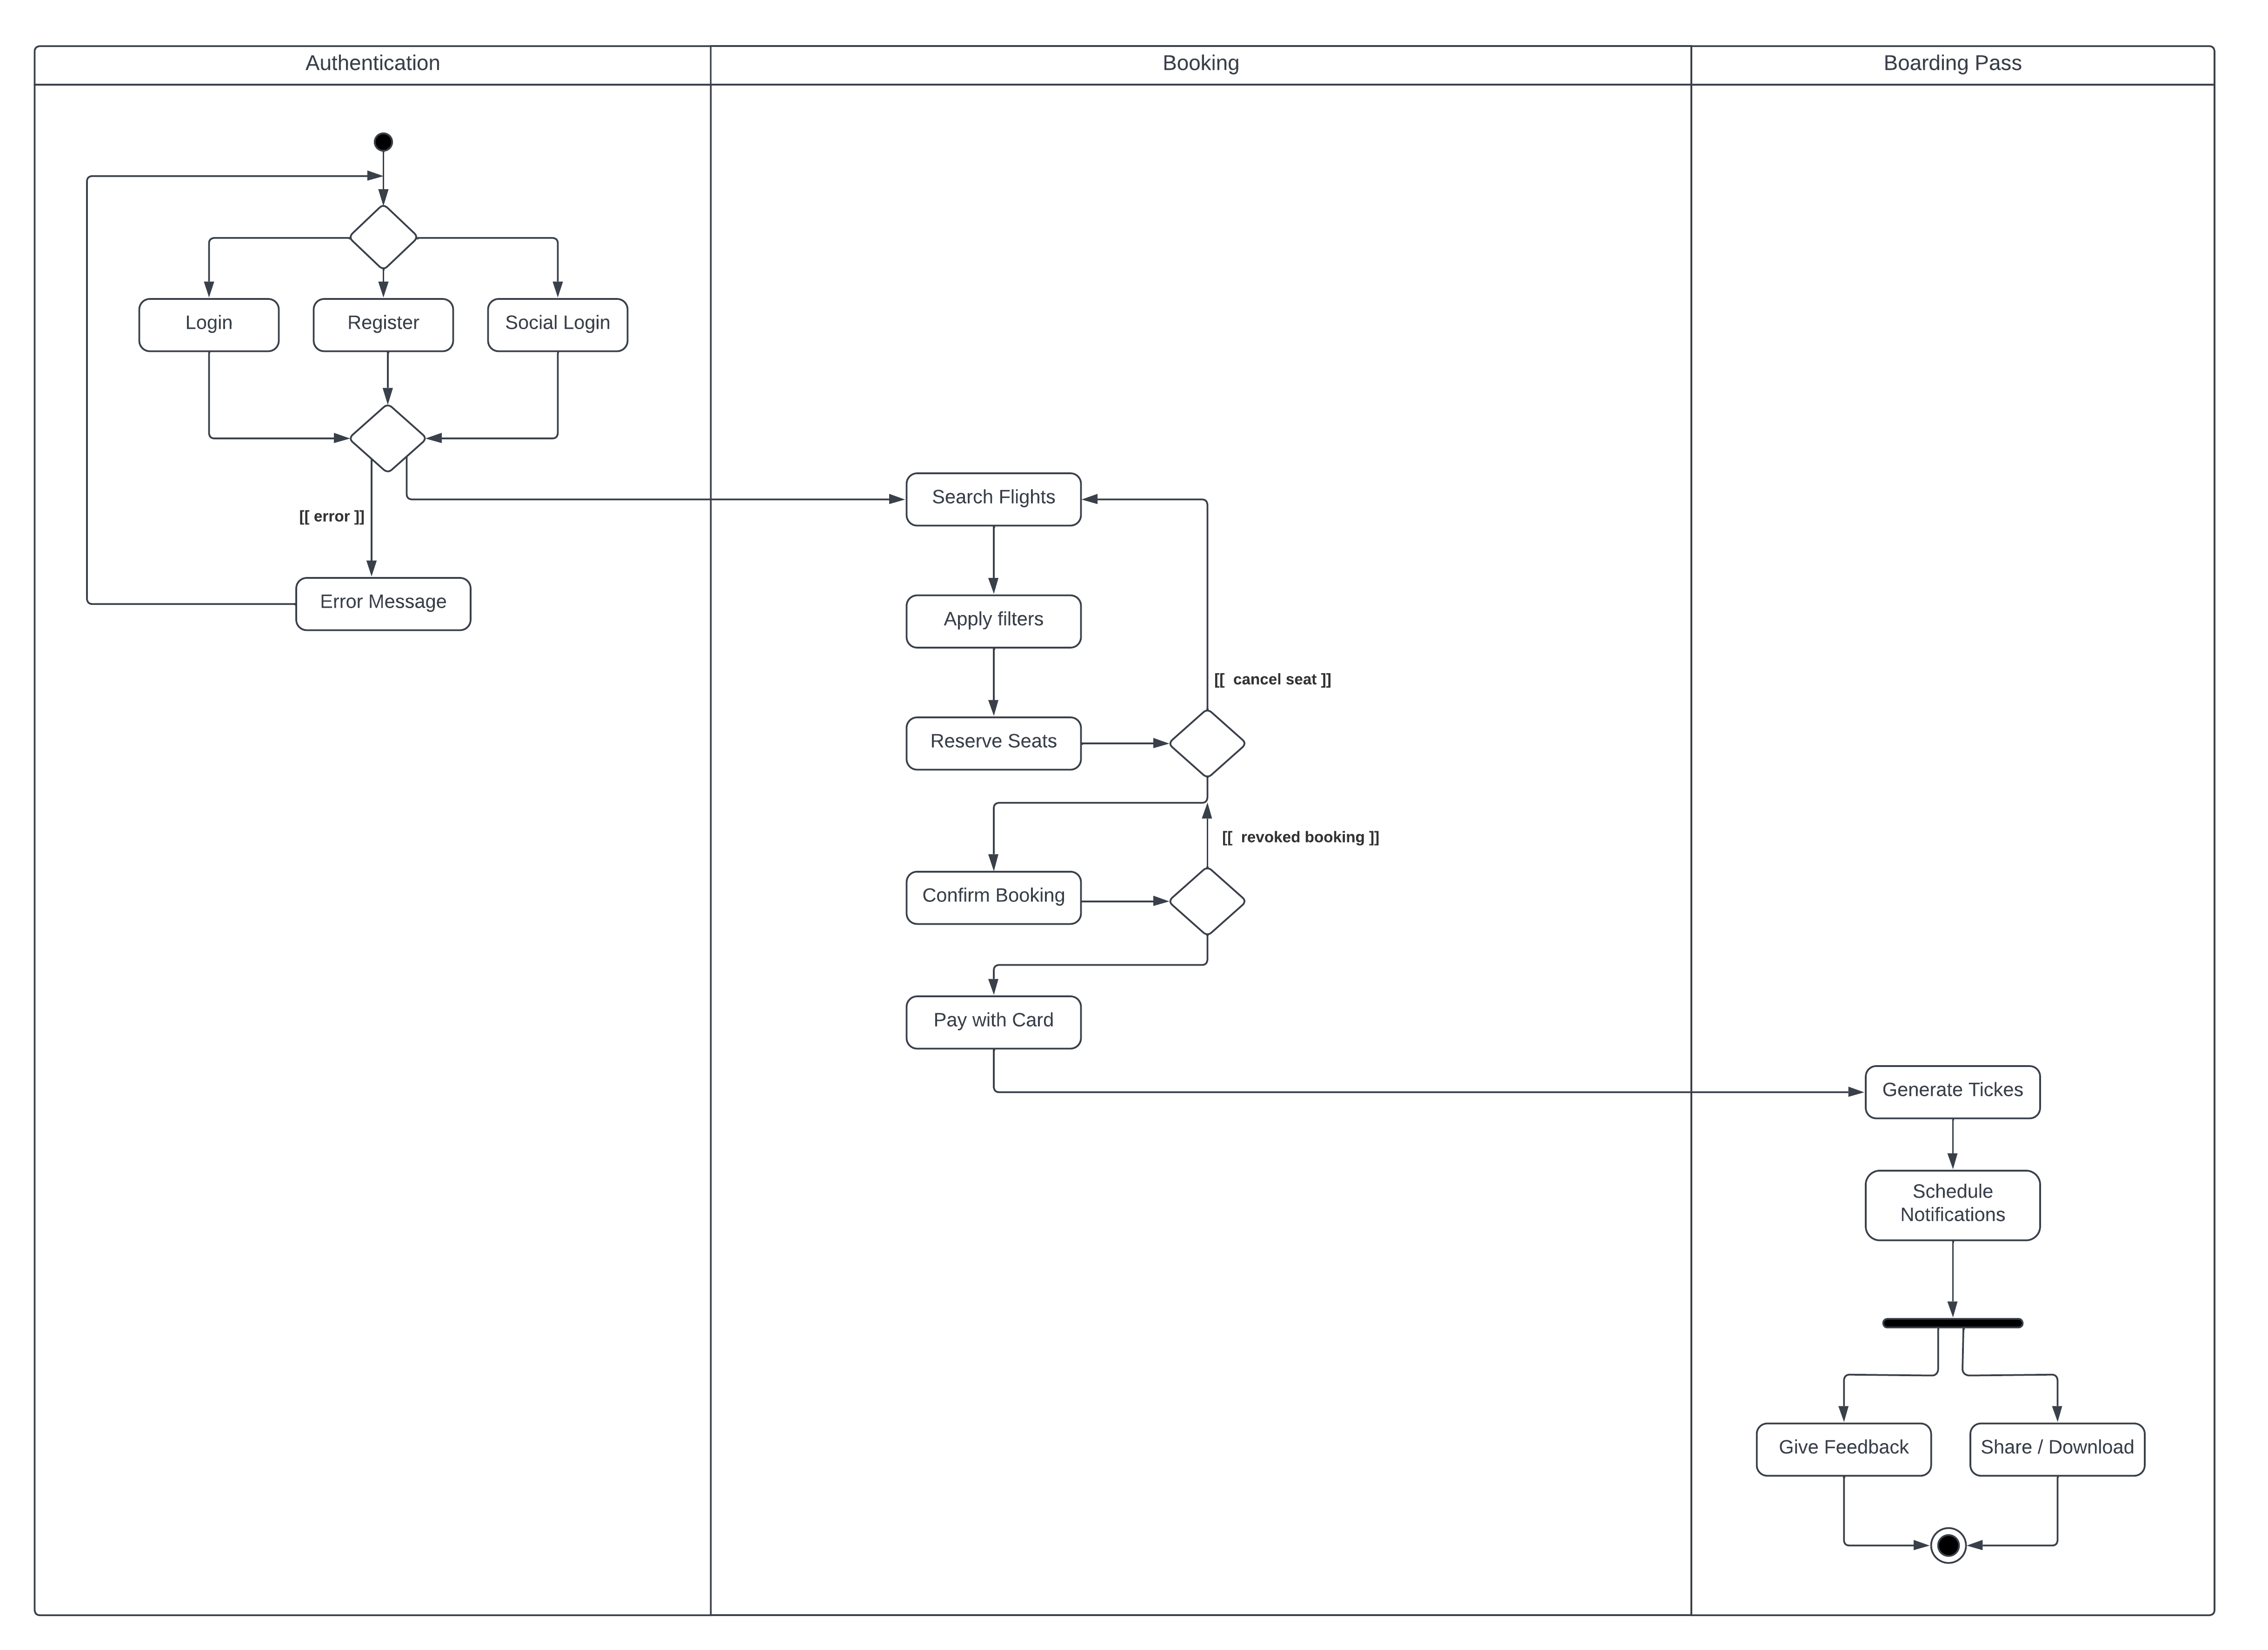 Authentication
Booking
Boarding Pass
Login
Register
Social Login
[[ error ]]
Error Message
Search Flights
Apply filters
[[  cancel seat ]]
Reserve Seats
[[  revoked booking ]]
Confirm Booking
Pay with Card
Generate Tickes
Schedule
Notifications
Give Feedback
Share / Download